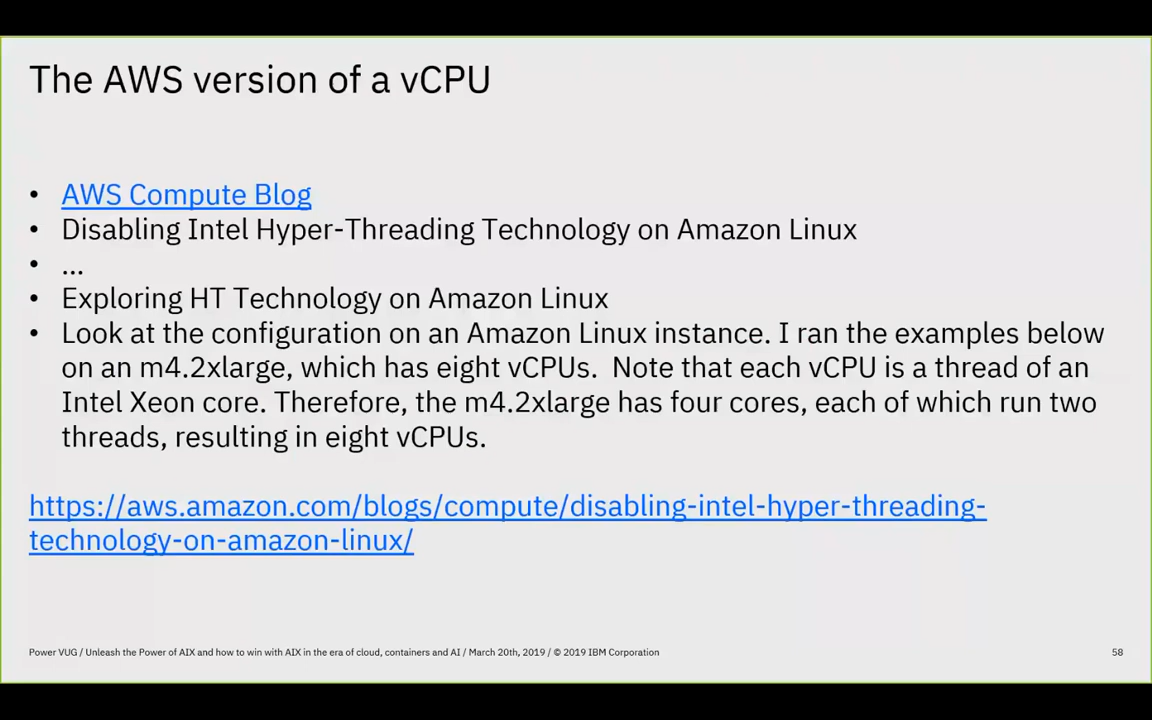 The AWS version of a vCPU
• AWS Compute Blog
• Disabling Intel Hyper-Threading Technology on Amazon Linux
• ...
• Exploring HT Technology on Amazon Linux
• Look at the configuration on an Amazon Linux instance. I ran the examples below
on an m4.2xlarge, which has eight vCPUs.  Note that each vCPU is a thread of an
Intel Xeon core. Therefore, the m4.2xlarge has four cores, each of which run two
threads, resulting in eight vCPUs.
https://aws.amazon.com/blogs/compute/disabling-intel-hyper-threading-
technology-on-amazon-linux/
Power VUG / Unleash the Power of AIX and how to win with AIX in the era of cloud, containers and AI / March 20th, 2019 / © 2019 IBM Corporation
58